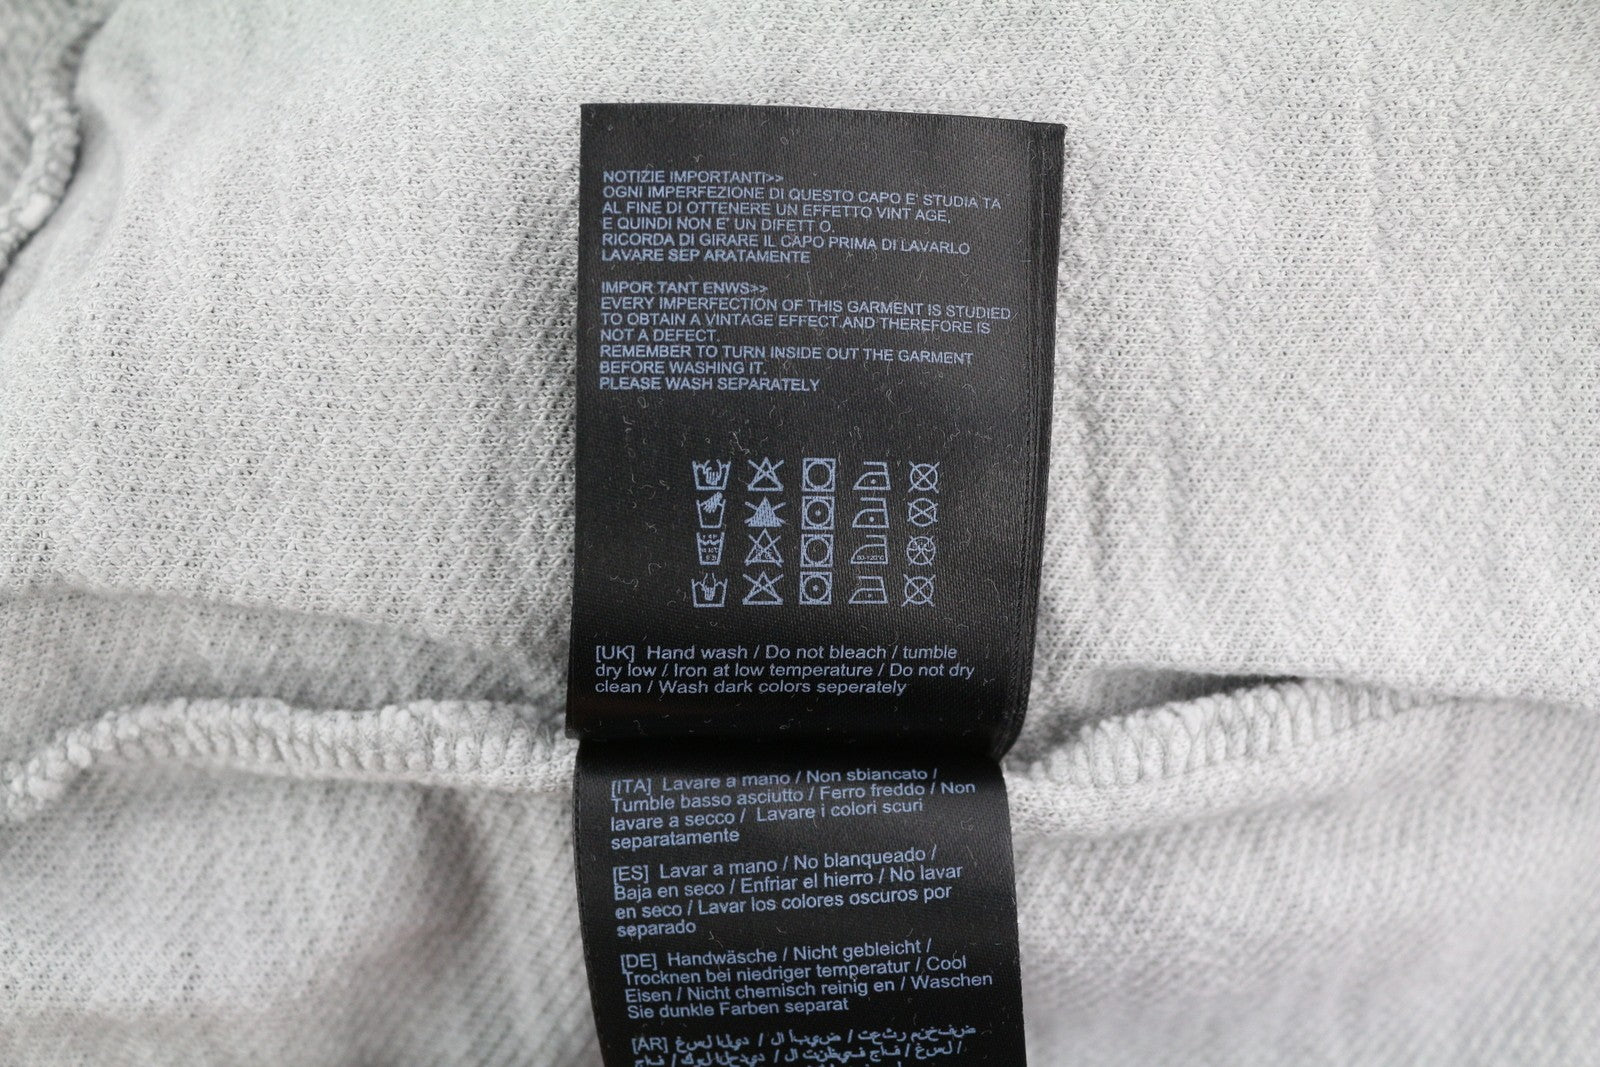 NOTIZIE IMPORTANTI>>
OGNI IMPERFEZIONE DI QUESTO CAPO E' STUDIA TA
AL FINE DI OTTENERE UN EFFETTO VINT AGE,
E QUINDI NON E' UN DIFETT O.
RICORDA DI GIRARE IL CAPO PRIMA DI LAVARLO
LAVARE SEP ARATAMENTE
IMPOR TANT ENWS>>
EVERY IMPERFECTION OF THIS GARMENT IS STUDIED
TO OBTAIN A VINTAGE EFFECT.AND THEREFORE IS
NOT A DEFECT.
REMEMBER TO TURN INSIDE OUT THE GARMENT
BEFORE WASHING IT.
PLEASE WASH SEPARATELY
80-120°C
[UK] Hand wash / Do not bleach / tumble
dry low / Iron at low temperature / Do not dry
clean / Wash dark colors seperately
[ITA] Lavare a mano / Non sbiancato /
Tumble basso asciutto / Ferro freddo / Non
lavare a secco / Lavare i colori scuri
separatamente
[ES] Lavar a mano / No blanqueado /
Baja en seco / Enfriar el hierro / No lavar
en seco / Lavar los colores oscuros por
separado
[DE] Handwäsche / Nicht gebleicht /
Trocknen bei niedriger temperatur / Cool
Eisen / Nicht chemisch reinig en / Waschen
Sie dunkle Farben separat
[AR]